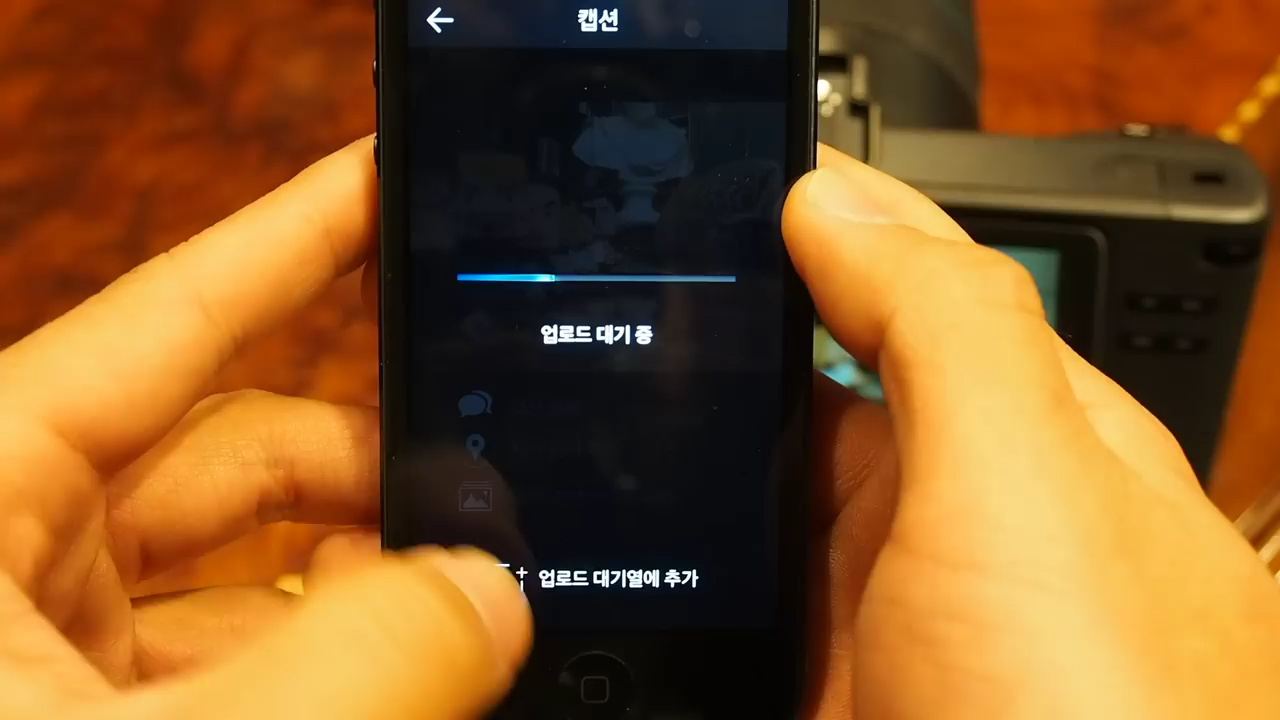 캡션
업로드 대기 중
업로드 대기열에 추가